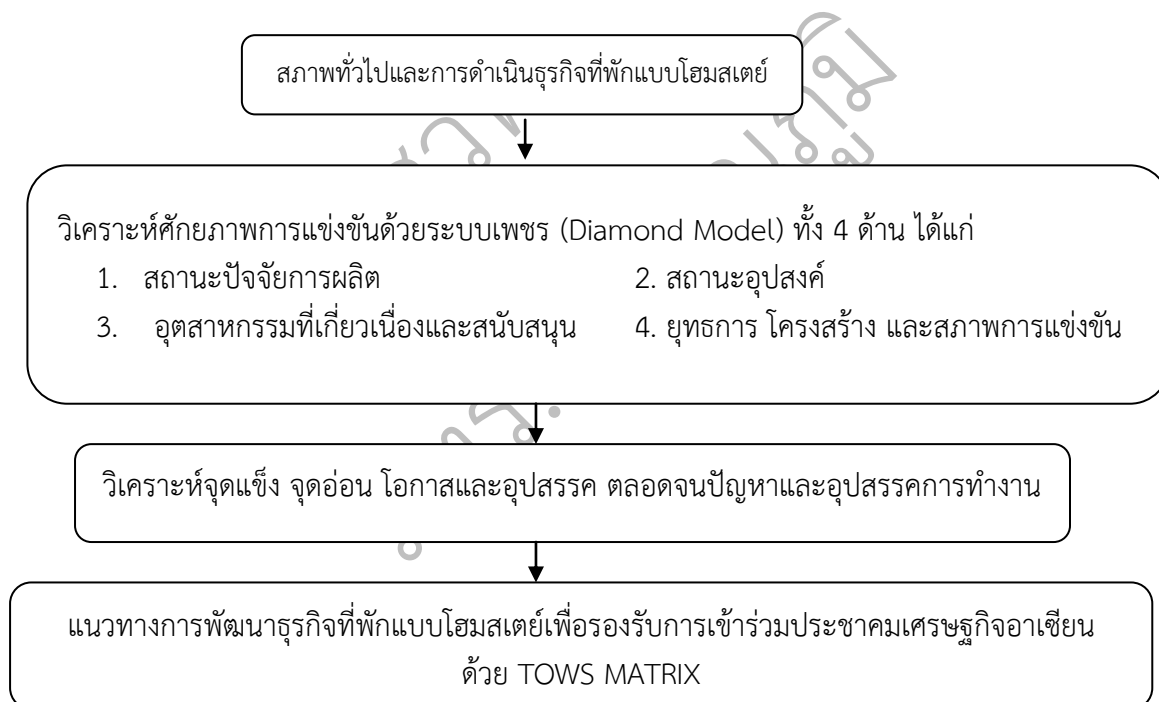 สภาพทั่วไปและการดำเนินธุรกิจที่พักแบบโฮมสเตย์
วิเคราะห์ศักยภาพการแข่งขันด้วยระบบเพชร (Diamond Model) ทั้ง 4 ด้าน ได้แก่
1. สถานะปัจจัยการผลิต 2. สถานะอุปสงค์
3. อุตสาหกรรมที่เกี่ยวเนื่องและสนับสนุน 4. ยุทธการ โครงสร้าง และสภาพการแข่งขัน
วิเคราะห์จุดแข็ง จุดอ่อน โอกาสและอุปสรรค ตลอดจนปัญหาและอุปสรรคการทำงาน
แนวทางการพัฒนาธุรกิจที่พักแบบโฮมสเตย์เพื่อรองรับการเข้าร่วมประชาคมเศรษฐกิจอาเซียน
ด้วย TOWS MATRIX